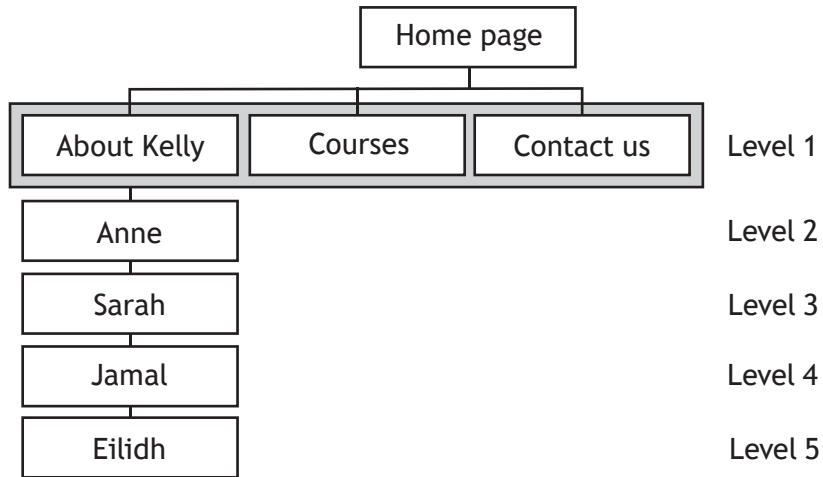 Home page
About Kelly
Courses
Contact us
Level 1
Anne
Level 2
Sarah
Level 3
Jamal
Level 4
Eilidh
Level 5